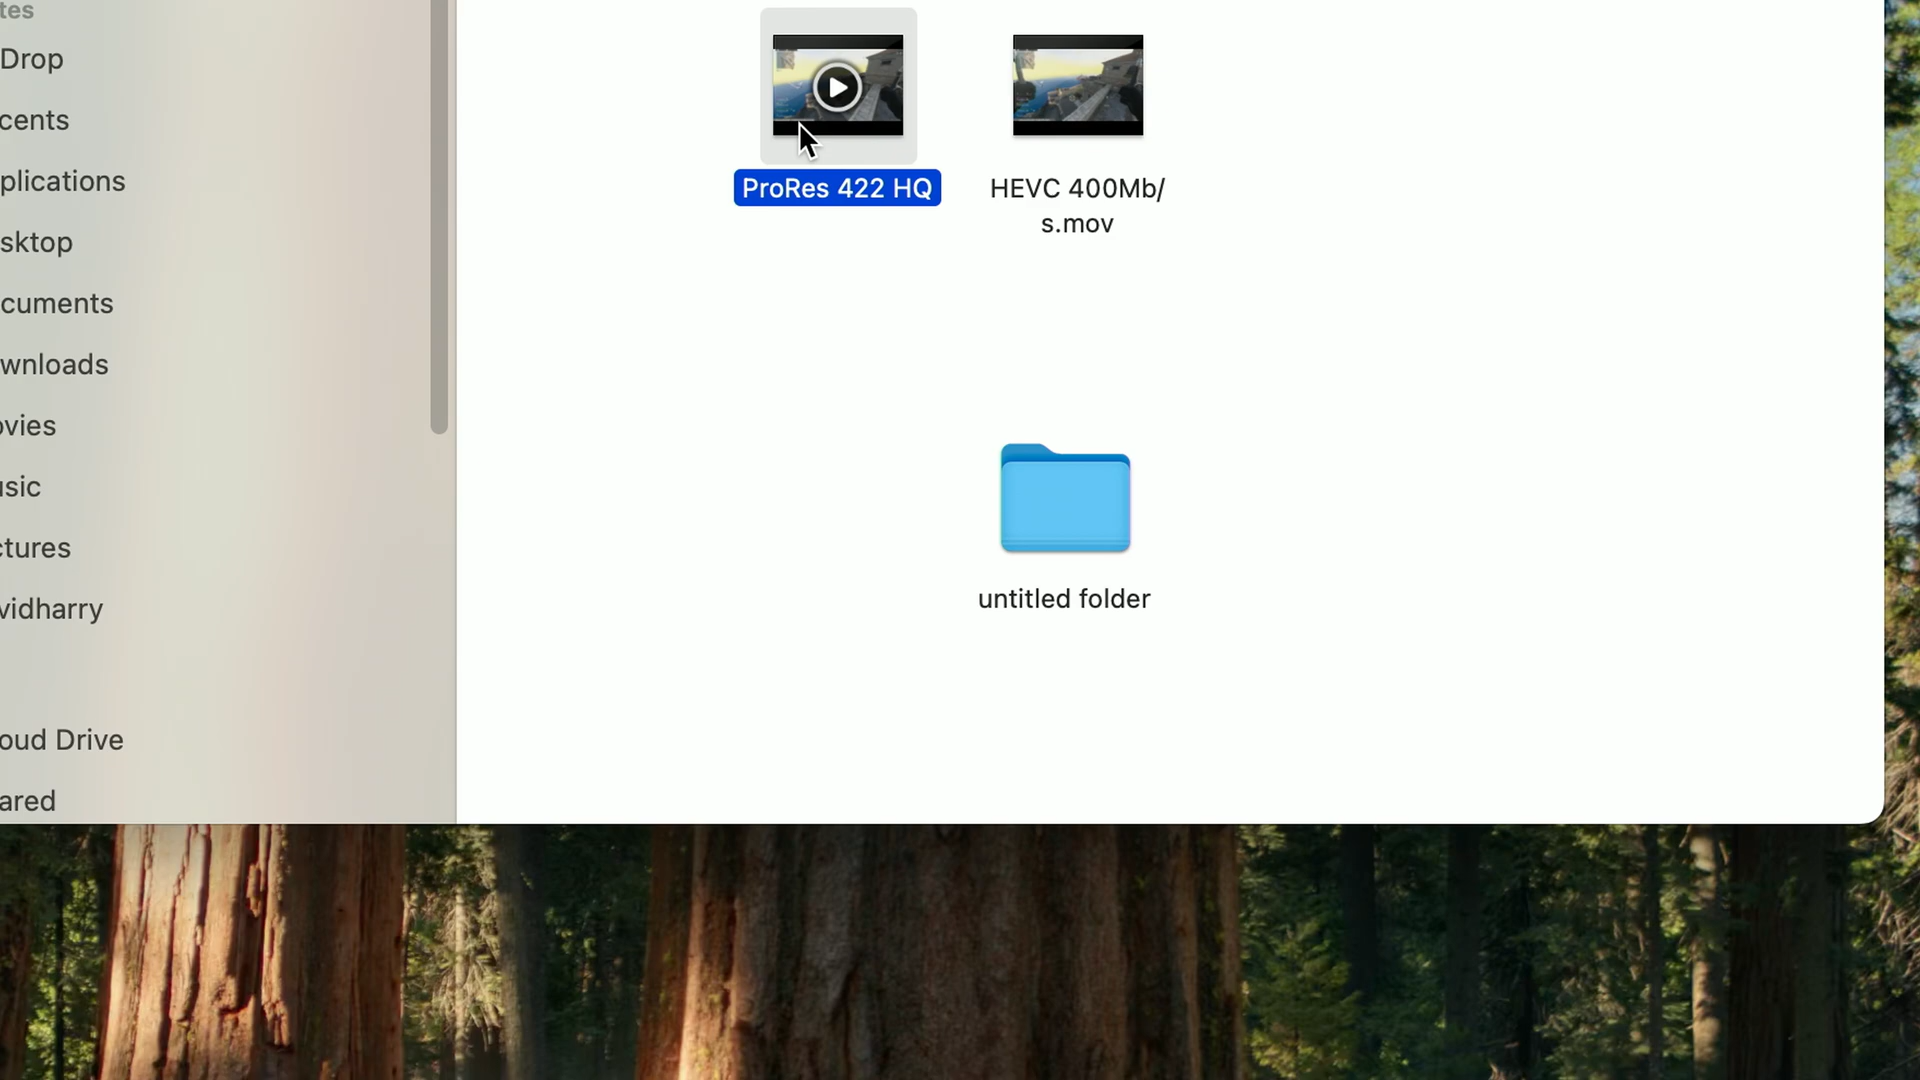 tes
Drop
cents
plications
sktop
cuments
wnloads
ovies
usic
ctures
vidharry
oud Drive
ared
ProRes 422 HQ
HEVC 400Mb/
s.mov
untitled folder